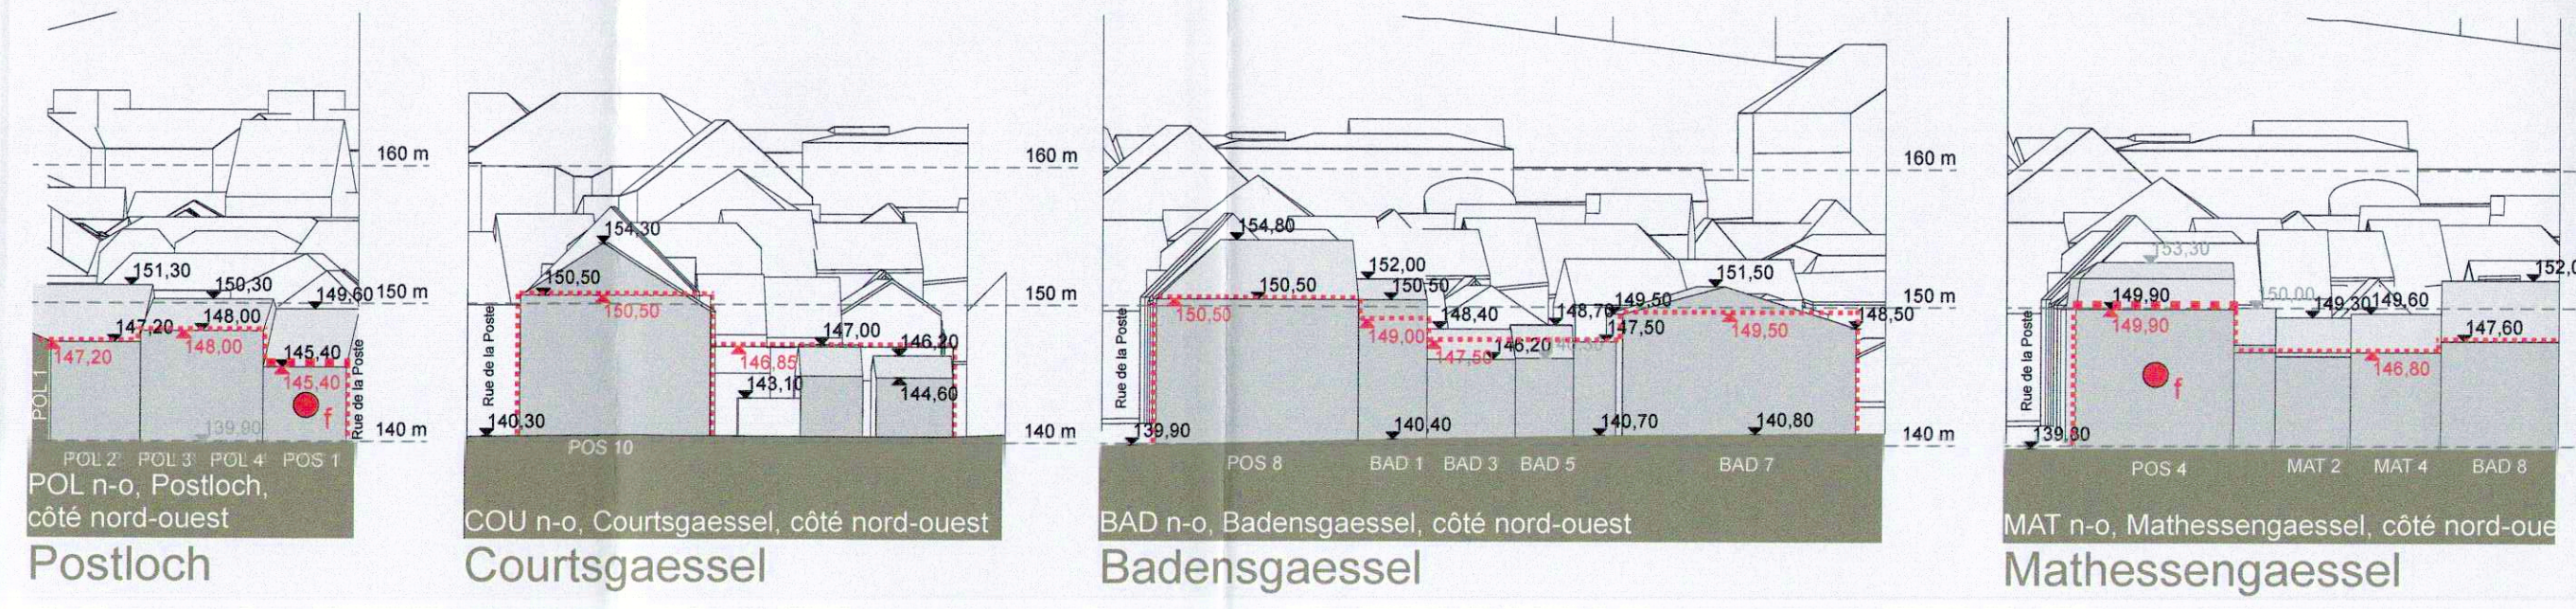 160 m
151,30
150,30
149,60
150 m
147,20
148,00
147,20
148,00
145,40
145,40
f
Rue de la Poste
POL 1
139,90
140 m
POL 2
POL 3
POL 4
POS 1
POL n-o, Postloch,
côté nord-ouest
Postloch
160 m
154,30
150,50
150,50
150 m
Rue de la Poste
147,00
146,20
146,85
143,10
144,60
140,30
140 m
POS 10
COU n-o, Courtsgaessel, côté nord-ouest
Courtsgaessel
160 m
154,80
152,00
151,50
150,50
150,50
150 m
150,50
149,00
148,40
148,70
149,50
149,50
148,50
147,50
147,50
146,20
Rue de la Poste
139,90
140,40
140,70
140,80
140 m
POS 8
BAD 1
BAD 3
BAD 5
BAD 7
BAD n-o, Badensgaessel, côté nord-ouest
Badensgaessel
153,30
152,0
150,00
149,90
149,30
149,60
149,90
147,60
146,80
f
Rue de la Poste
139,80
POS 4
MAT 2
MAT 4
BAD 8
MAT n-o, Mathessengaessel, côté nord-oue
Mathessengaessel